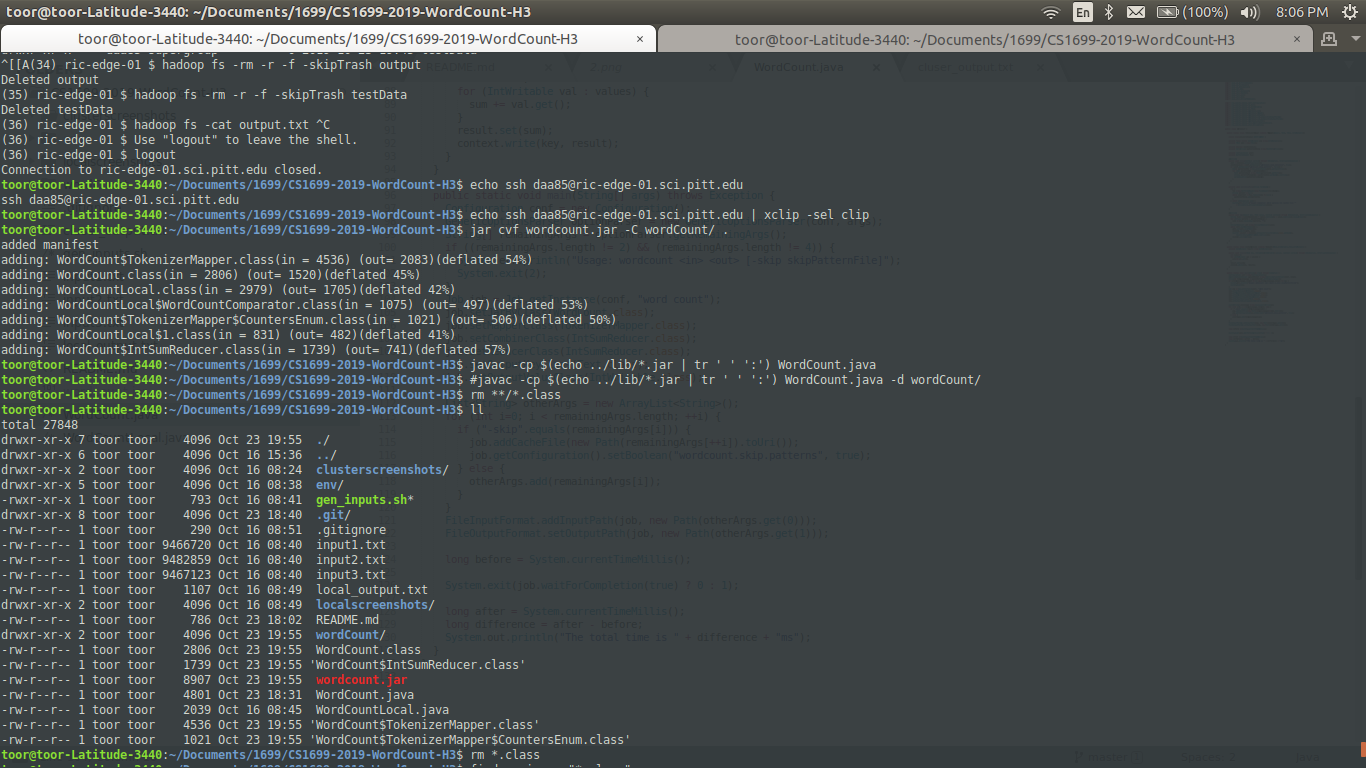 toor@toor-Latitude-3440: ~/Documents/1699/CS1699-2019-WordCount-H3
En
(100%)
8:06 PM
toor@toor-Latitude-3440: ~/Documents/1699/CS1699-2019-WordCount-H3 ×
toor@toor-Latitude-3440: ~/Documents/1699/CS1699-2019-WordCount-H3 ×
^[[A(34) ric-edge-01 $ hadoop fs -rm -r -f -skipTrash output
Deleted output
(35) ric-edge-01 $ hadoop fs -rm -r -f -skipTrash testData
Deleted testData
(36) ric-edge-01 $ hadoop fs -cat output.txt ^C
(36) ric-edge-01 $ Use "logout" to leave the shell.
(36) ric-edge-01 $ logout
Connection to ric-edge-01.sci.pitt.edu closed.
toor@toor-Latitude-3440:~/Documents/1699/CS1699-2019-WordCount-H3$ echo ssh daa85@ric-edge-01.sci.pitt.edu
ssh daa85@ric-edge-01.sci.pitt.edu
toor@toor-Latitude-3440:~/Documents/1699/CS1699-2019-WordCount-H3$ echo ssh daa85@ric-edge-01.sci.pitt.edu | xclip -sel clip
toor@toor-Latitude-3440:~/Documents/1699/CS1699-2019-WordCount-H3$ jar cvf wordcount.jar -C wordCount/ .
added manifest
adding: WordCount$TokenizerMapper.class(in = 4536) (out= 2083)(deflated 54%)
adding: WordCount.class(in = 2806) (out= 1520)(deflated 45%)
adding: WordCountLocal.class(in = 2979) (out= 1705)(deflated 42%)
adding: WordCountLocal$WordCountComparator.class(in = 1075) (out= 497)(deflated 53%)
adding: WordCount$TokenizerMapper$CountersEnum.class(in = 1021) (out= 506)(deflated 50%)
adding: WordCountLocal$1.class(in = 831) (out= 482)(deflated 41%)
adding: WordCount$IntSumReducer.class(in = 1739) (out= 741)(deflated 57%)
toor@toor-Latitude-3440:~/Documents/1699/CS1699-2019-WordCount-H3$ javac -cp $(echo ../lib/*.jar | tr ' ' ':') WordCount.java
toor@toor-Latitude-3440:~/Documents/1699/CS1699-2019-WordCount-H3$ #javac -cp $(echo ../lib/*.jar | tr ' ' ':') WordCount.java -d wordCount/
toor@toor-Latitude-3440:~/Documents/1699/CS1699-2019-WordCount-H3$ rm **/*.class
toor@toor-Latitude-3440:~/Documents/1699/CS1699-2019-WordCount-H3$ ll
total 27848
drwxr-xr-x 7 toor toor 4096 Oct 23 19:55 ./
drwxr-xr-x 6 toor toor 4096 Oct 16 15:36 ../
drwxr-xr-x 2 toor toor 4096 Oct 16 08:24 clusterscreenshots/
drwxr-xr-x 5 toor toor 4096 Oct 16 08:38 env/
-rwxr-xr-x 1 toor toor 793 Oct 16 08:41 gen_inputs.sh*
drwxr-xr-x 8 toor toor 4096 Oct 23 18:40 .git/
-rw-r--r-- 1 toor toor 290 Oct 16 08:51 .gitignore
-rw-r--r-- 1 toor toor 9466720 Oct 16 08:40 input1.txt
-rw-r--r-- 1 toor toor 9482859 Oct 16 08:40 input2.txt
-rw-r--r-- 1 toor toor 9467123 Oct 16 08:40 input3.txt
-rw-r--r-- 1 toor toor 1107 Oct 16 08:49 local_output.txt
drwxr-xr-x 2 toor toor 4096 Oct 16 08:49 localscreenshots/
-rw-r--r-- 1 toor toor 786 Oct 23 18:02 README.md
drwxr-xr-x 2 toor toor 4096 Oct 23 19:55 wordCount/
-rw-r--r-- 1 toor toor 2806 Oct 23 19:55 WordCount.class
-rw-r--r-- 1 toor toor 1739 Oct 23 19:55 'WordCount$IntSumReducer.class'
-rw-r--r-- 1 toor toor 8907 Oct 23 19:55 wordcount.jar
-rw-r--r-- 1 toor toor 4801 Oct 23 18:31 WordCount.java
-rw-r--r-- 1 toor toor 2039 Oct 16 08:45 WordCountLocal.java
-rw-r--r-- 1 toor toor 4536 Oct 23 19:55 'WordCount$TokenizerMapper.class'
-rw-r--r-- 1 toor toor 1021 Oct 23 19:55 'WordCount$TokenizerMapper$CountersEnum.class'
toor@toor-Latitude-3440:~/Documents/1699/CS1699-2019-WordCount-H3$ rm *.class